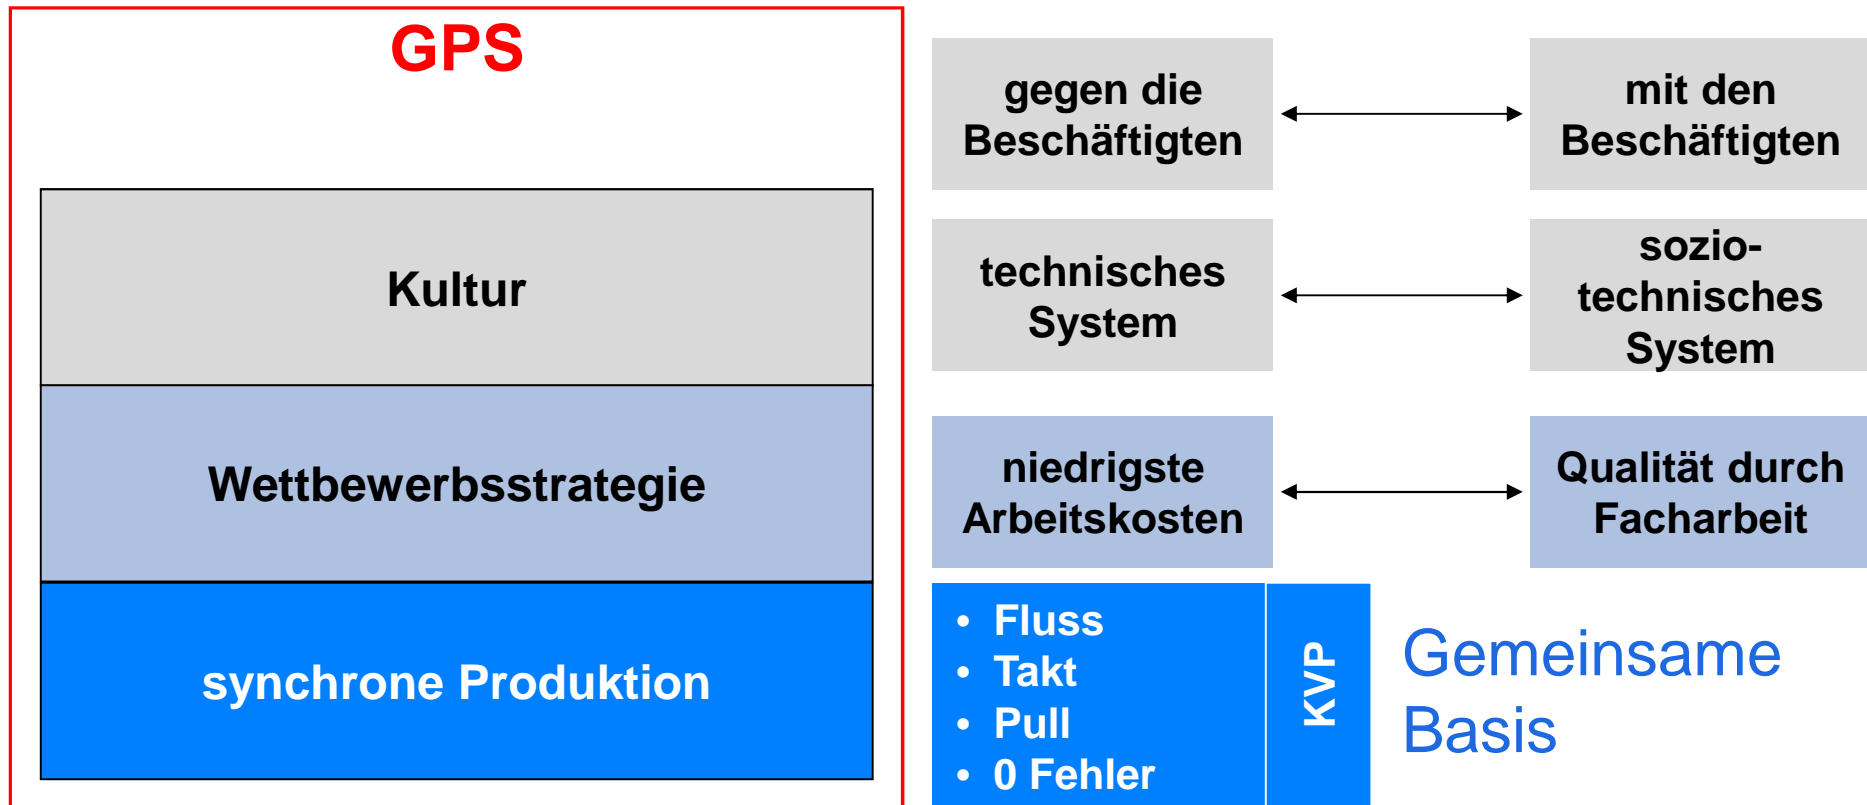 GPS
Kultur
Wettbewerbsstrategie
synchrone Produktion
gegen die
Beschäftigten
mit den
Beschäftigten
technisches
System
sozio-
technisches
System
niedrigste
Arbeitskosten
Qualität durch
Facharbeit
• Fluss
• Takt
• Pull
• 0 Fehler
KVP
Gemeinsame
Basis